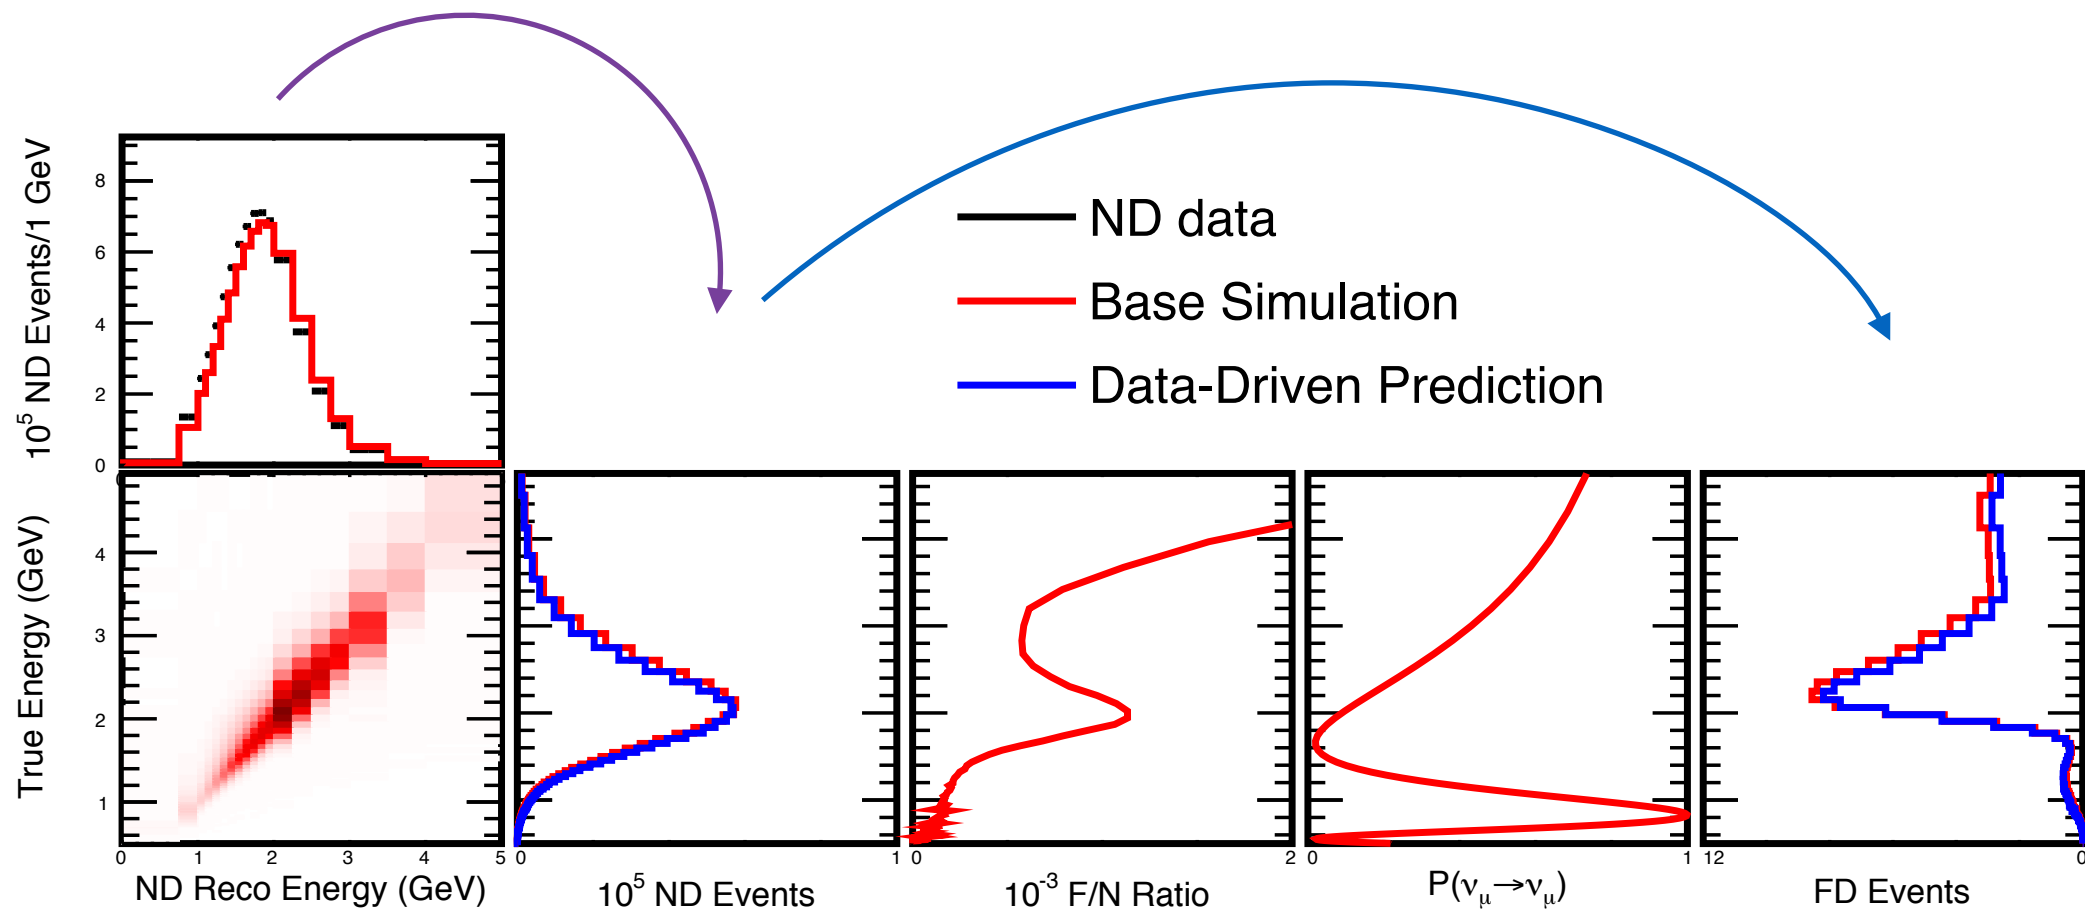 10⁵ ND Events/1 GeV
8
6
4
2
0
ND data
Base Simulation
Data-Driven Prediction
True Energy (GeV)
4
3
2
1
0 1 2 3 4 5
ND Reco Energy (GeV)
0 1
10⁵ ND Events
0 2
10⁻³ F/N Ratio
0 1
P(νμ→νμ)
12 0
FD Events